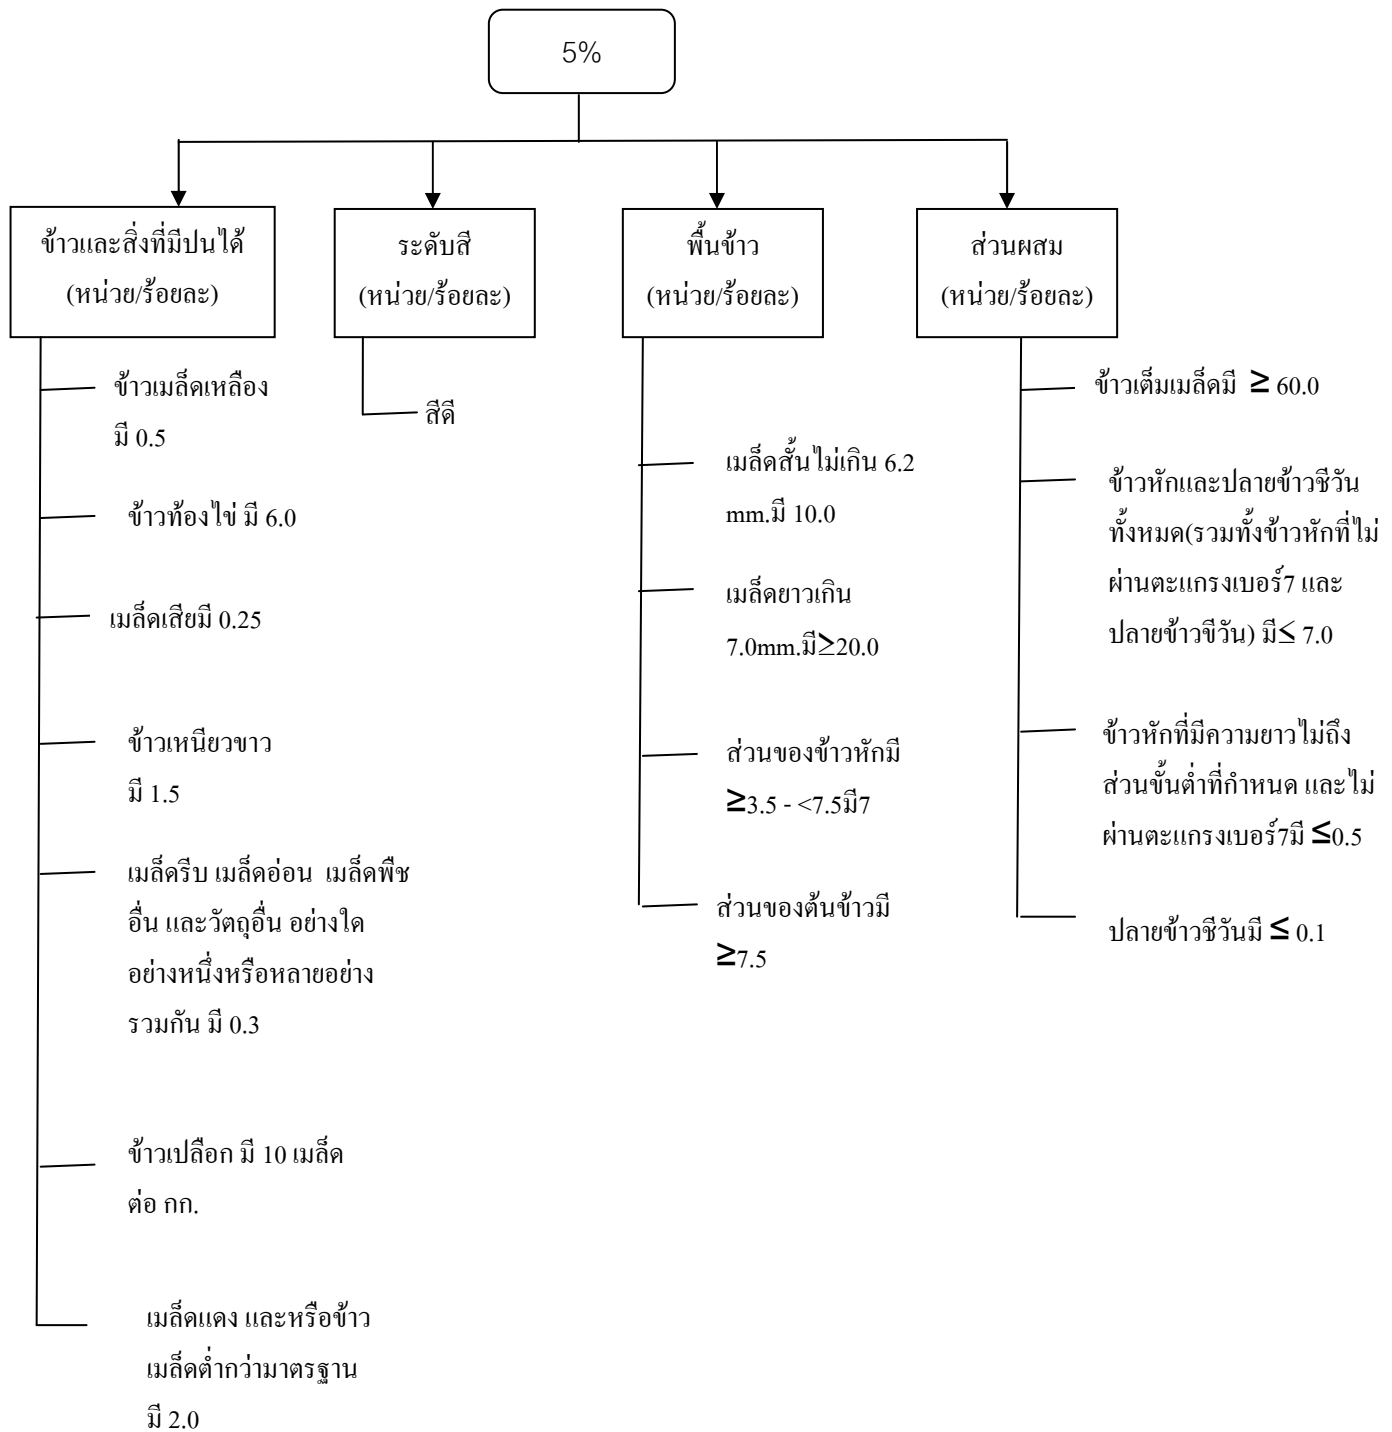 5%
ข้าวและสิ่งที่มีปนได้
(หน่วย/ร้อยละ)
ระดับสี
(หน่วย/ร้อยละ)
พื้นข้าว
(หน่วย/ร้อยละ)
ส่วนผสม
(หน่วย/ร้อยละ)
ข้าวเมล็ดเหลือง
มี 0.5
ข้าวท้องไข่ มี 6.0
เมล็ดเสียมี 0.25
ข้าวเหนียวขาว
มี 1.5
เมล็ดรีบ เมล็ดอ่อน เมล็ดพืช
อื่น และวัตถุอื่น อย่างใด
อย่างหนึ่งหรือหลายอย่าง
รวมกัน มี 0.3
ข้าวเปลือก มี 10 เมล็ด
ต่อ กก.
เมล็ดแดง และหรือข้าว
เมล็ดต่ำกว่ามาตรฐาน
มี 2.0
สีดี
เมล็ดสั้นไม่เกิน 6.2
mm.มี 10.0
เมล็ดยาวเกิน
7.0mm.มี≥20.0
ส่วนของข้าวหักมี
≥3.5 - <7.5มี7
ส่วนของต้นข้าวมี
≥7.5
ข้าวเต็มเมล็ดมี ≥ 60.0
ข้าวหักและปลายข้าวซีวัน
ทั้งหมด(รวมทั้งข้าวหักที่ไม่
ผ่านตะแกรงเบอร์7 และ
ปลายข้าวขีวัน) มี≤ 7.0
ข้าวหักที่มีความยาวไม่ถึง
ส่วนขั้นต่ำที่กำหนด และไม่
ผ่านตะแกรงเบอร์7มี ≤0.5
ปลายข้าวซีวันมี ≤ 0.1